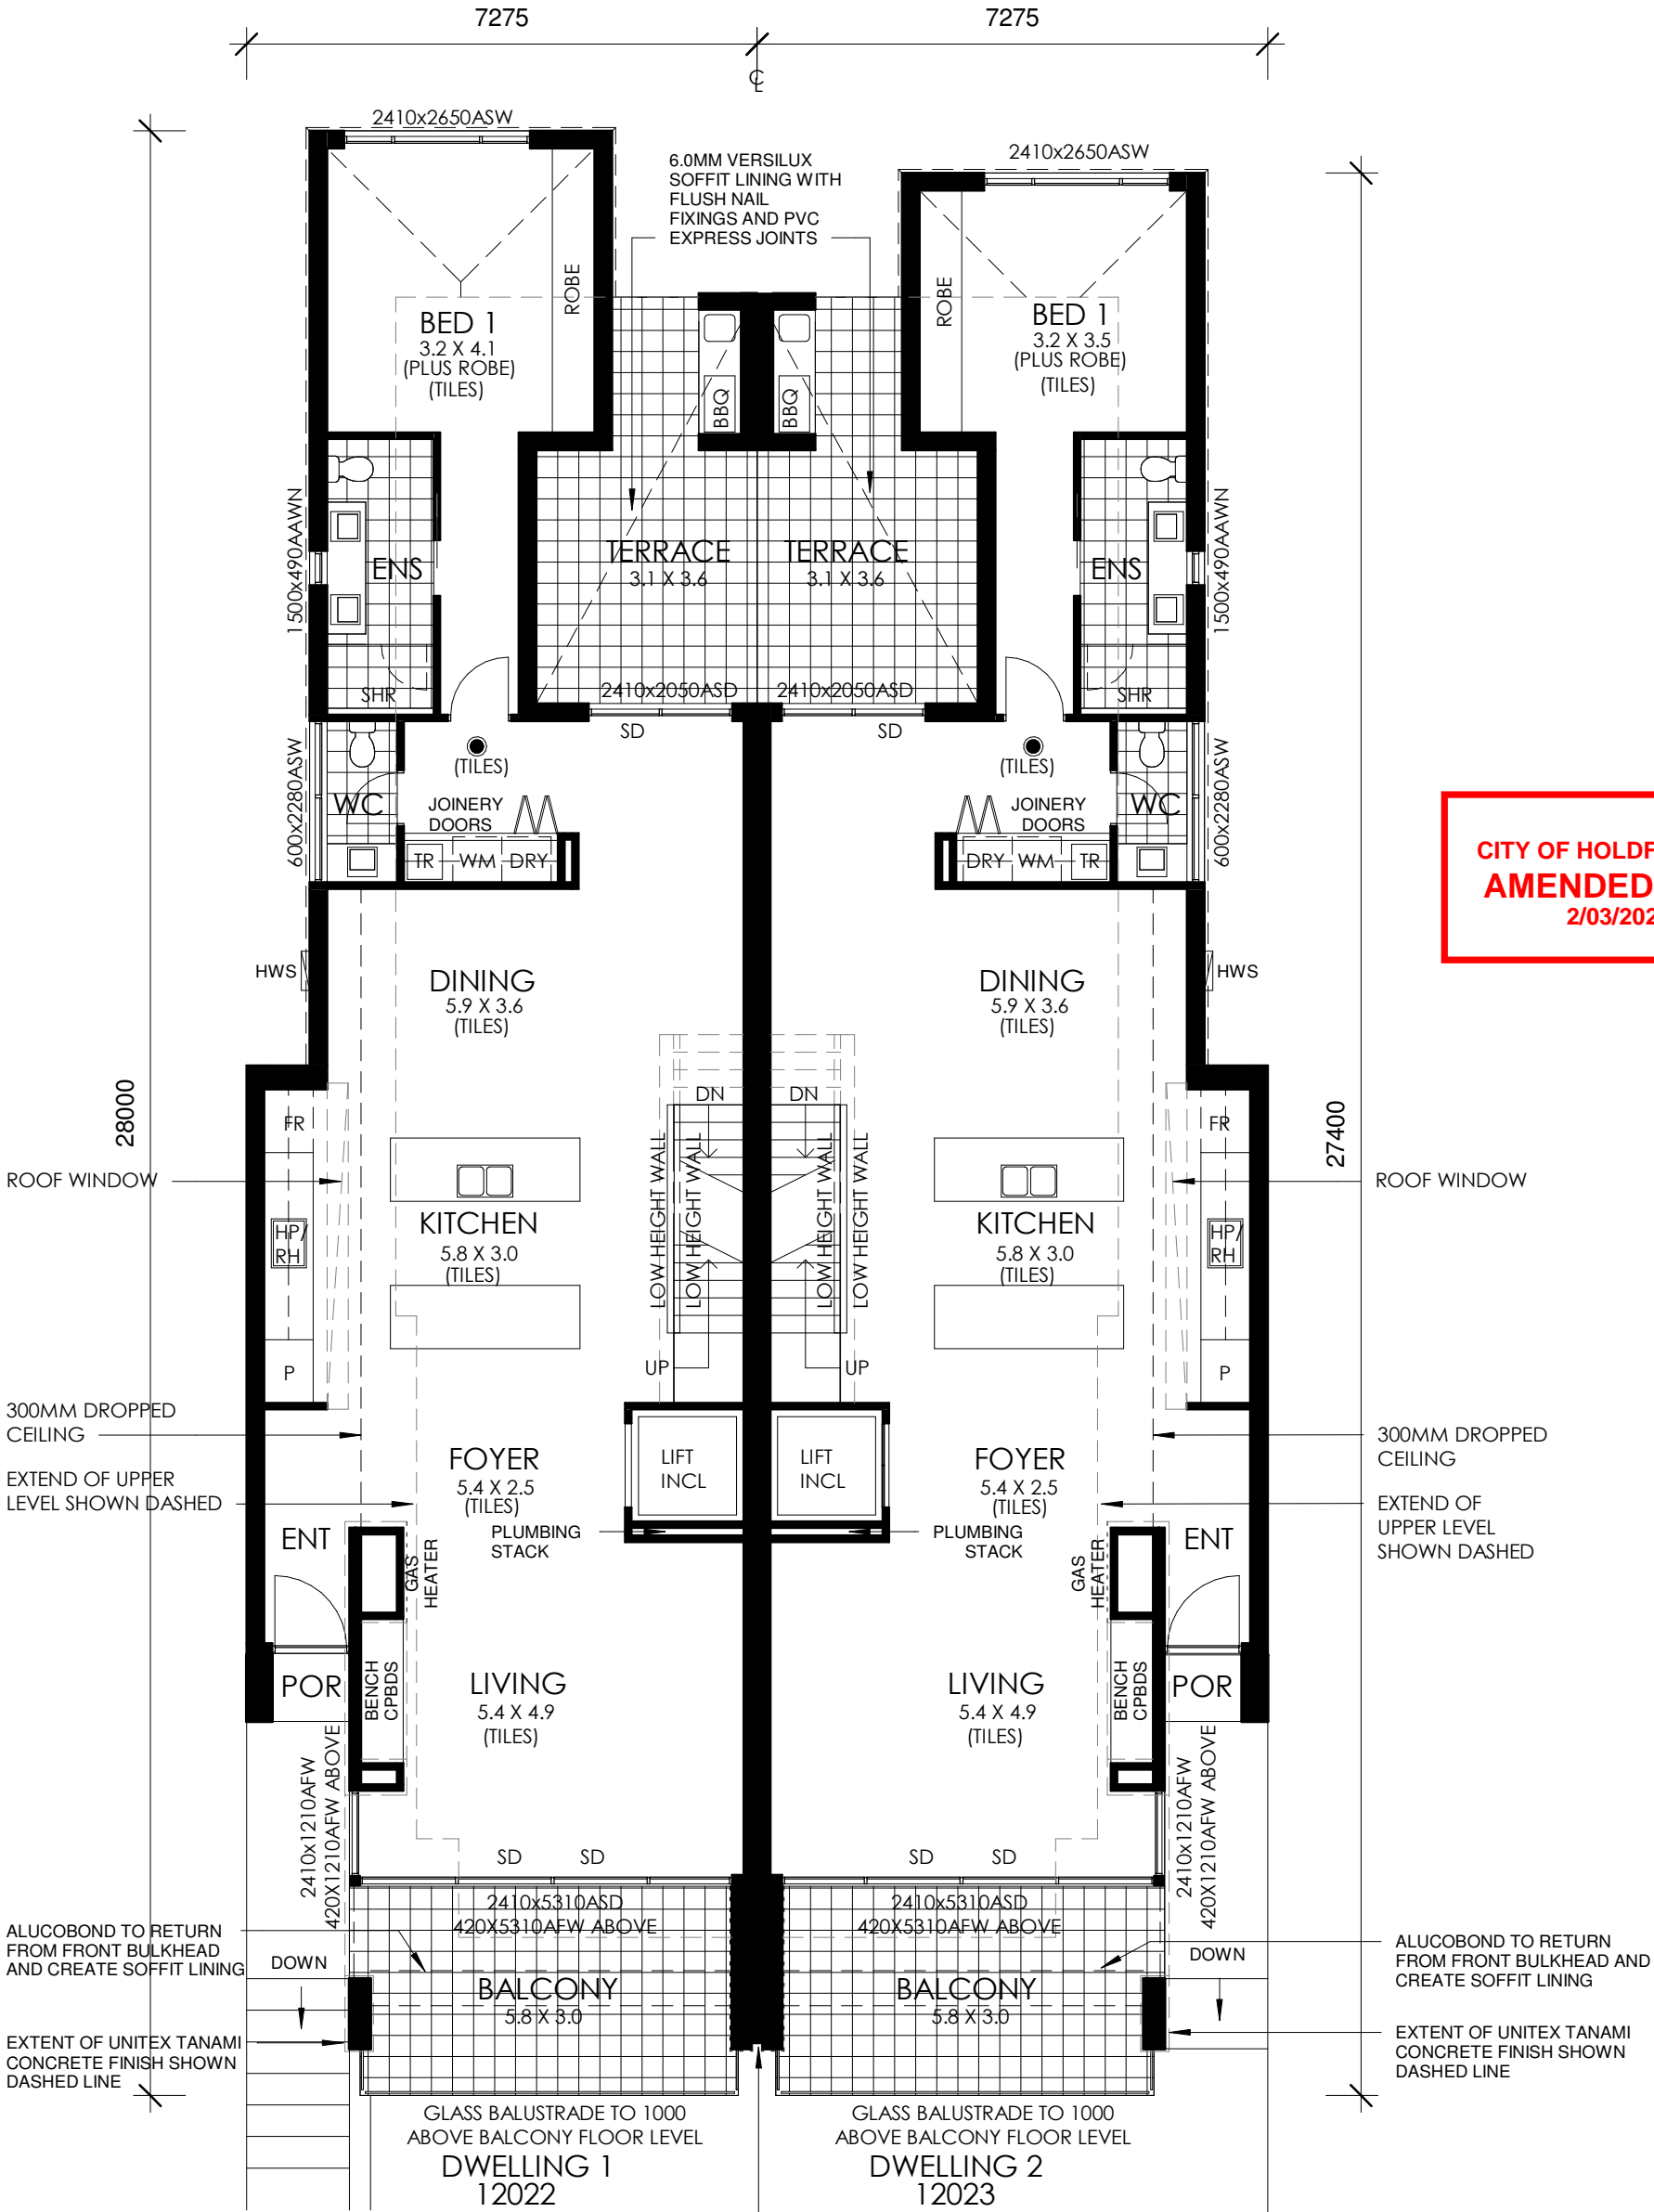 7275
7275
CL
2410x2650ASW
2410x2650ASW
6.0MM VERSILUX
SOFFIT LINING WITH
FLUSH NAIL
FIXINGS AND PVC
EXPRESS JOINTS
ROBE
BED 1
3.2 X 4.1
(PLUS ROBE)
(TILES)
ROBE
BED 1
3.2 X 3.5
(PLUS ROBE)
(TILES)
BBQ
BBQ
1500x490AAWN
ENS
TERRACE
3.1 X 3.6
TERRACE
3.1 X 3.6
ENS
1500x490AAWN
SHR
2410x2050ASD
2410x2050ASD
SHR
SD
SD
600x2280ASW
WC
(TILES)
JOINERY
DOORS
TR
WM
DRY
(TILES)
JOINERY
DOORS
DRY
WM
TR
WC
600x2280ASW
CITY OF HOLDF
AMENDED
2/03/202
HWS
DINING
5.9 X 3.6
(TILES)
DINING
5.9 X 3.6
(TILES)
HWS
28000
27400
FR
DN
DN
FR
ROOF WINDOW
ROOF WINDOW
LOW HEIGHT WALL
LOW HEIGHT WALL
LOW HEIGHT WALL
LOW HEIGHT WALL
HP/
RH
KITCHEN
5.8 X 3.0
(TILES)
KITCHEN
5.8 X 3.0
(TILES)
HP/
RH
P
UP
UP
P
300MM DROPPED
CEILING
300MM DROPPED
CEILING
FOYER
5.4 X 2.5
(TILES)
LIFT
INCL
LIFT
INCL
FOYER
5.4 X 2.5
(TILES)
EXTEND OF UPPER
LEVEL SHOWN DASHED
EXTEND OF
UPPER LEVEL
SHOWN DASHED
ENT
GAS
HEATER
PLUMBING
STACK
PLUMBING
STACK
GAS
HEATER
ENT
POR
BENCH
CPBDS
LIVING
5.4 X 4.9
(TILES)
LIVING
5.4 X 4.9
(TILES)
BENCH
CPBDS
POR
2410x1210AFW
420X1210AFW ABOVE
2410x1210AFW
420X1210AFW ABOVE
SD
SD
SD
SD
2410x5310ASD
420X5310AFW ABOVE
2410x5310ASD
420X5310AFW ABOVE
ALUCOBOND TO RETURN
FROM FRONT BULKHEAD
AND CREATE SOFFIT LINING
DOWN
DOWN
ALUCOBOND TO RETURN
FROM FRONT BULKHEAD AND
CREATE SOFFIT LINING
BALCONY
5.8 X 3.0
BALCONY
5.8 X 3.0
EXTENT OF UNITEX TANAMI
CONCRETE FINISH SHOWN
DASHED LINE
EXTENT OF UNITEX TANAMI
CONCRETE FINISH SHOWN
DASHED LINE
GLASS BALUSTRADE TO 1000
ABOVE BALCONY FLOOR LEVEL
GLASS BALUSTRADE TO 1000
ABOVE BALCONY FLOOR LEVEL
DWELLING 1
12022
DWELLING 2
12023